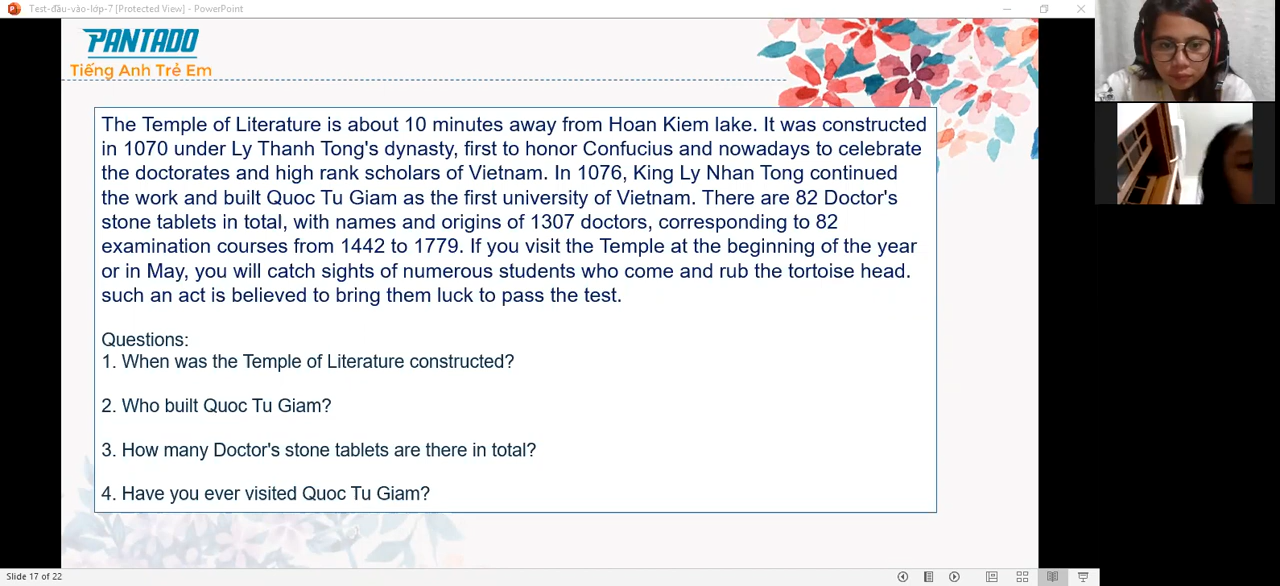 Test-đầu-vào-lớp-7 [Protected View] - PowerPoint
PANTADO
Tiếng Anh Trẻ Em
The Temple of Literature is about 10 minutes away from Hoan Kiem lake. It was constructed
in 1070 under Ly Thanh Tong's dynasty, first to honor Confucius and nowadays to celebrate
the doctorates and high rank scholars of Vietnam. In 1076, King Ly Nhan Tong continued
the work and built Quoc Tu Giam as the first university of Vietnam. There are 82 Doctor's
stone tablets in total, with names and origins of 1307 doctors, corresponding to 82
examination courses from 1442 to 1779. If you visit the Temple at the beginning of the year
or in May, you will catch sights of numerous students who come and rub the tortoise head.
such an act is believed to bring them luck to pass the test.
Questions:
1. When was the Temple of Literature constructed?
2. Who built Quoc Tu Giam?
3. How many Doctor's stone tablets are there in total?
4. Have you ever visited Quoc Tu Giam?
Slide 17 of 22